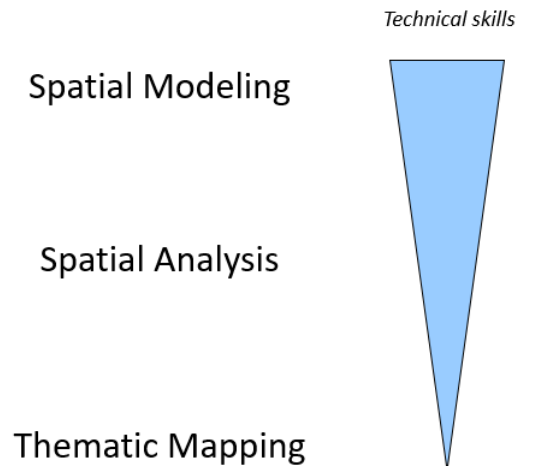 Technical skills
Spatial Modeling
Spatial Analysis
Thematic Mapping